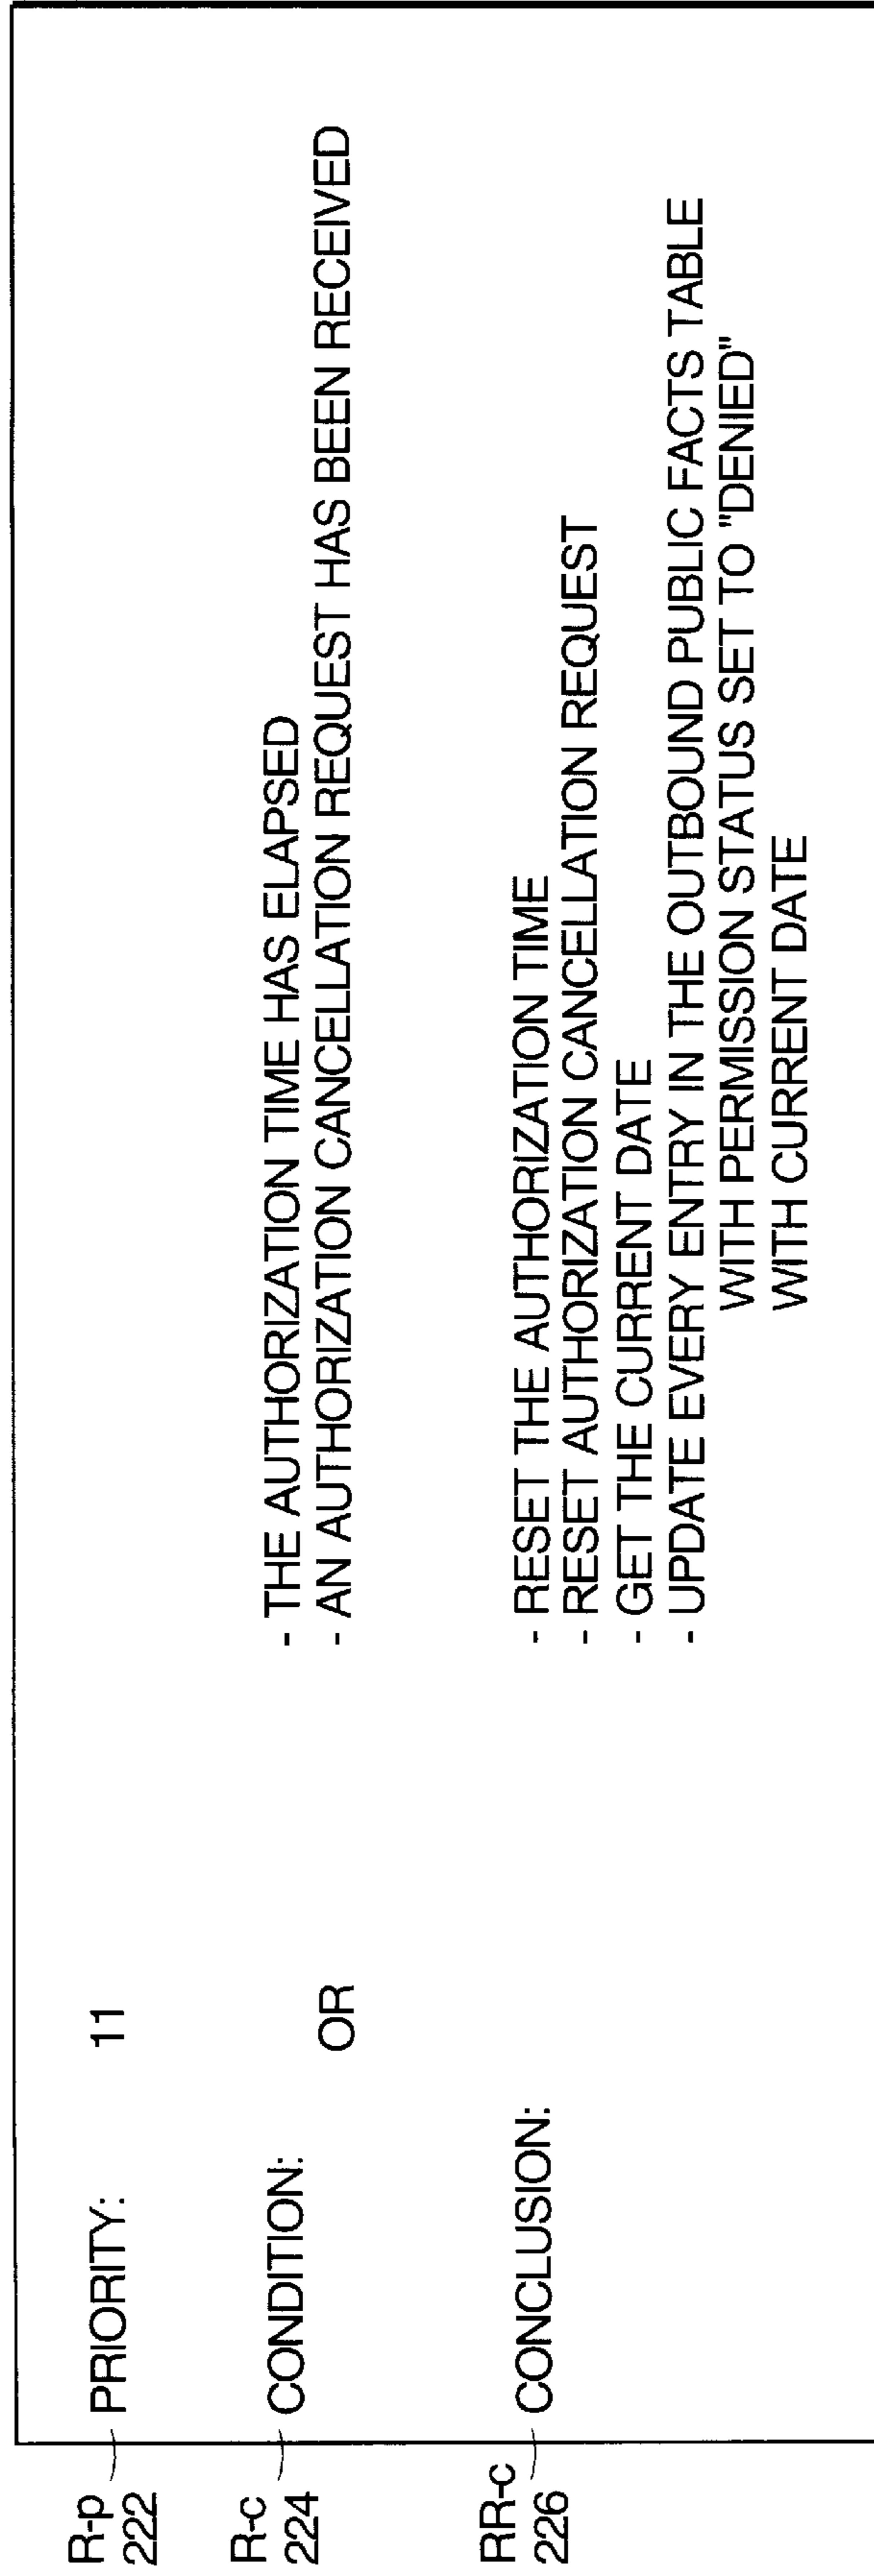 R-p
222
PRIORITY: 11
R-c
224
CONDITION: - THE AUTHORIZATION TIME HAS ELAPSED
OR - AN AUTHORIZATION CANCELLATION REQUEST HAS BEEN RECEIVED
RR-c
226
CONCLUSION: - RESET THE AUTHORIZATION TIME
- RESET AUTHORIZATION CANCELLATION REQUEST
- GET THE CURRENT DATE
- UPDATE EVERY ENTRY IN THE OUTBOUND PUBLIC FACTS TABLE
WITH PERMISSION STATUS SET TO "DENIED"
WITH CURRENT DATE